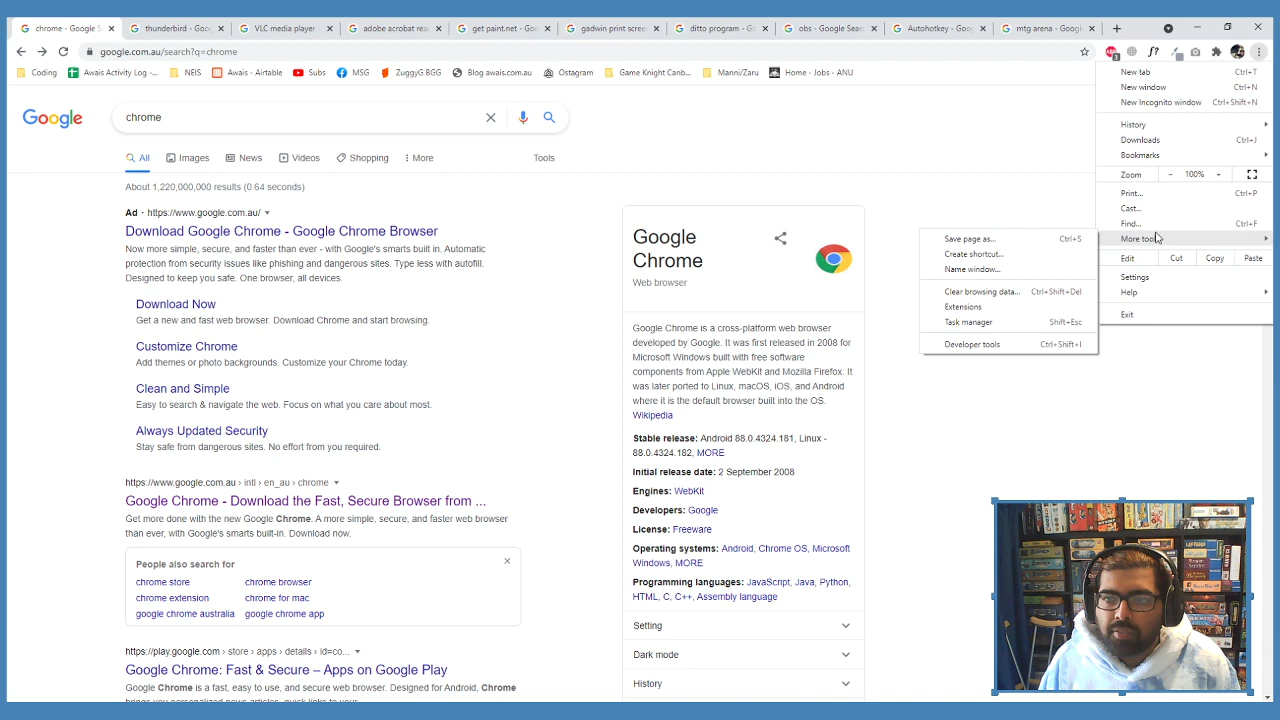 chrome - Google S
thunderbird - Goog
VLC media player
adobe acrobat rea
get paint.net - Goo
gadwin print scree
ditto program - Go
obs - Google Sear
Autohotkey - Goog
mtg arena - Googl
google.com.au/search?q=chrome
3
f?
Coding
Awais Activity Log -...
NEIS
Awais - Airtable
Subs
MSG
ZuggyG BGG
Blog awais.com.au
Ostagram
Game Knight Canb...
Manni/Zaru
Home - Jobs - ANU
New tab Ctrl+T
New window Ctrl+N
New Incognito window Ctrl+Shift+N
History
Downloads Ctrl+J
Bookmarks
Zoom - 100% +
Print... Ctrl+P
Cast...
Find... Ctrl+F
More tools
Edit Cut Copy Paste
Settings
Help
Exit
Save page as... Ctrl+S
Create shortcut...
Name window...
Clear browsing data... Ctrl+Shift+Del
Extensions
Task manager Shift+Esc
Developer tools Ctrl+Shift+I
Google
chrome
All Images News Videos Shopping More Tools
About 1,220,000,000 results (0.64 seconds)
Ad · https://www.google.com.au/
Download Google Chrome - Google Chrome Browser
Now more simple, secure, and faster than ever - with Google's smarts built in. Automatic
protection from security issues like phishing and dangerous sites. Type less with autofill.
Designed to keep you safe. One browser, all devices.
Download Now
Get a new and fast web browser. Download Chrome and start browsing.
Customize Chrome
Add themes or photo backgrounds. Customize your Chrome today.
Clean and Simple
Easy to search & navigate the web. Focus on what you care about most.
Always Updated Security
Stay safe from dangerous sites. No effort from you required.
https://www.google.com.au › intl › en_au › chrome
Google Chrome - Download the Fast, Secure Browser from ...
Get more done with the new Google Chrome. A more simple, secure, and faster web browser
than ever, with Google's smarts built-in. Download now.
People also search for
chrome store chrome browser
chrome extension chrome for mac
google chrome australia google chrome app
https://play.google.com › store › apps › details › id=co...
Google Chrome: Fast & Secure – Apps on Google Play
Google Chrome is a fast, easy to use, and secure web browser. Designed for Android, Chrome
Google
Chrome
Web browser
Google Chrome is a cross-platform web browser
developed by Google. It was first released in 2008 for
Microsoft Windows built with free software
components from Apple WebKit and Mozilla Firefox. It
was later ported to Linux, macOS, iOS, and Android
where it is the default browser built into the OS.
Wikipedia
Stable release: Android 88.0.4324.181, Linux -
88.0.4324.182, MORE
Initial release date: 2 September 2008
Engines: WebKit
Developers: Google
License: Freeware
Operating systems: Android, Chrome OS, Microsoft
Windows, MORE
Programming languages: JavaScript, Java, Python,
HTML, C, C++, Assembly language
Setting
Dark mode
History